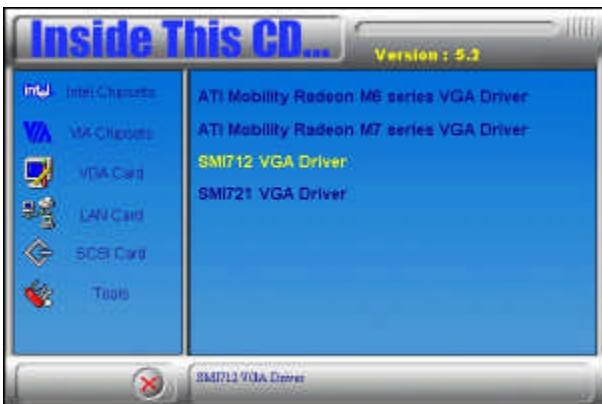 Inside This CD...
Version : 5.2
intel Intel Chipsets
VIA VIA Chipsets
VGA Card
LAN Card
SCSI Card
Tools
ATI Mobility Radeon M6 series VGA Driver
ATI Mobility Radeon M7 series VGA Driver
SMI712 VGA Driver
SMI721 VGA Driver
SMI712 VGA Driver